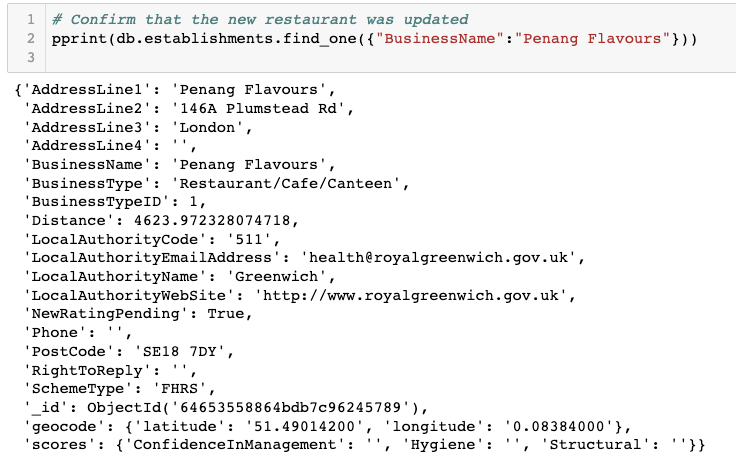 1 # Confirm that the new restaurant was updated
2 pprint(db.establishments.find_one({"BusinessName":"Penang Flavours"}))
3
{'AddressLine1': 'Penang Flavours',
'AddressLine2': '146A Plumstead Rd',
'AddressLine3': 'London',
'AddressLine4': '',
'BusinessName': 'Penang Flavours',
'BusinessType': 'Restaurant/Cafe/Canteen',
'BusinessTypeID': 1,
'Distance': 4623.972328074718,
'LocalAuthorityCode': '511',
'LocalAuthorityEmailAddress': 'health@royalgreenwich.gov.uk',
'LocalAuthorityName': 'Greenwich',
'LocalAuthorityWebSite': 'http://www.royalgreenwich.gov.uk',
'NewRatingPending': True,
'Phone': '',
'PostCode': 'SE18 7DY',
'RightToReply': '',
'SchemeType': 'FHRS',
'_id': ObjectId('64653558864bdb7c96245789'),
'geocode': {'latitude': '51.49014200', 'longitude': '0.08384000'},
'scores': {'ConfidenceInManagement': '', 'Hygiene': '', 'Structural': ''}}